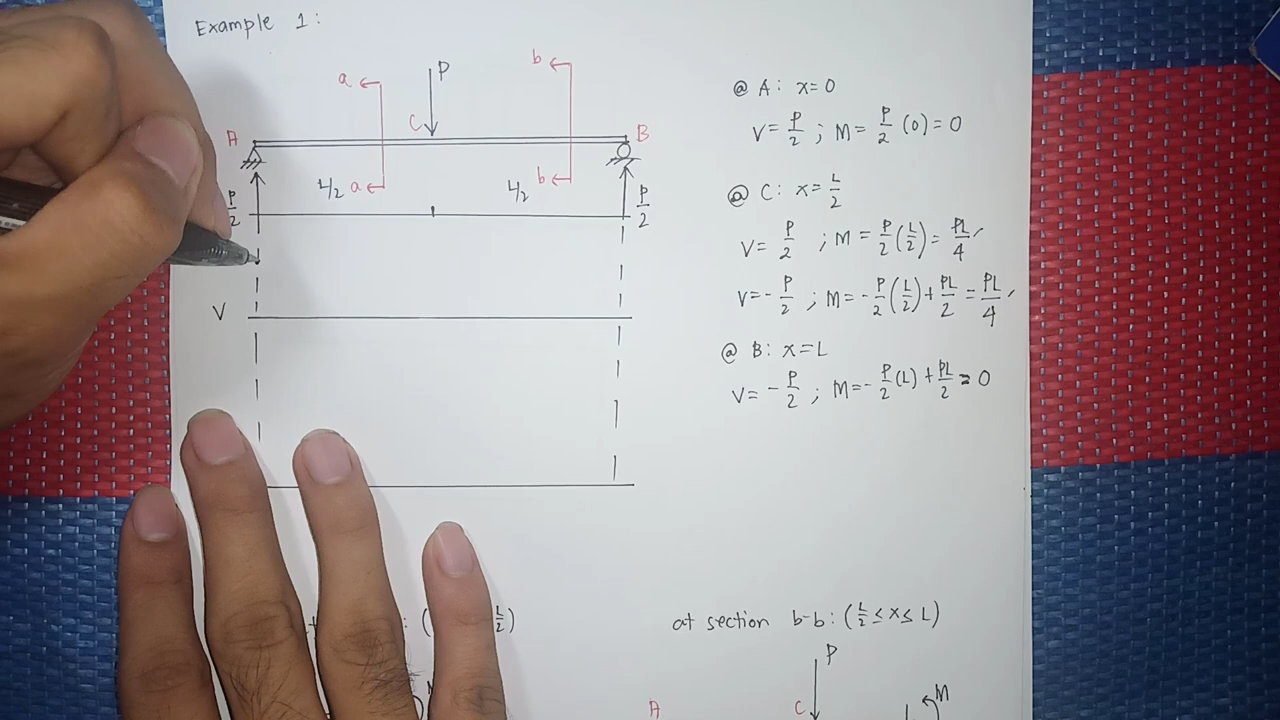 Example 1:
a
b
P
A
C
B
L/2
a
L/2
b
P/2
P/2
V
@ A: x=0
V= P/2 ; M= P/2 (0) = 0
@ C: x= L/2
V= P/2 ; M = P/2 (L/2) = PL/4
V=- P/2 ; M=- P/2 (L/2) + PL/2 = PL/4
@ B: x=L
V= - P/2 ; M=- P/2 (L) + PL/2 = 0
L/2 )
at section b-b: ( L/2 ≤ x ≤ L)
P
A
C
M